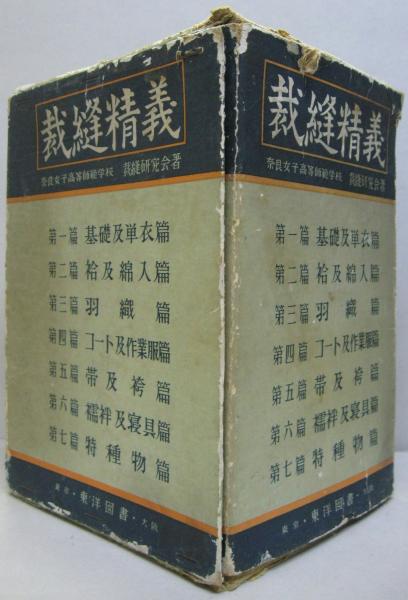 裁縫精義
奈良女子高等師範学校 裁縫研究会著
第一篇 基礎及単衣篇
第二篇 袷及綿入篇
第三篇 羽織篇
第四篇 コート及作業服篇
第五篇 帯及袴篇
第六篇 襦袢及寝具篇
第七篇 特種物篇
東京・東洋図書・大阪
裁縫精義
奈良女子高等師範学校 裁縫研究会著
第一篇 基礎及単衣篇
第二篇 袷及綿入篇
第三篇 羽織篇
第四篇 コート及作業服篇
第五篇 帯及袴篇
第六篇 襦袢及寝具篇
第七篇 特種物篇
東京・東洋図書・大阪